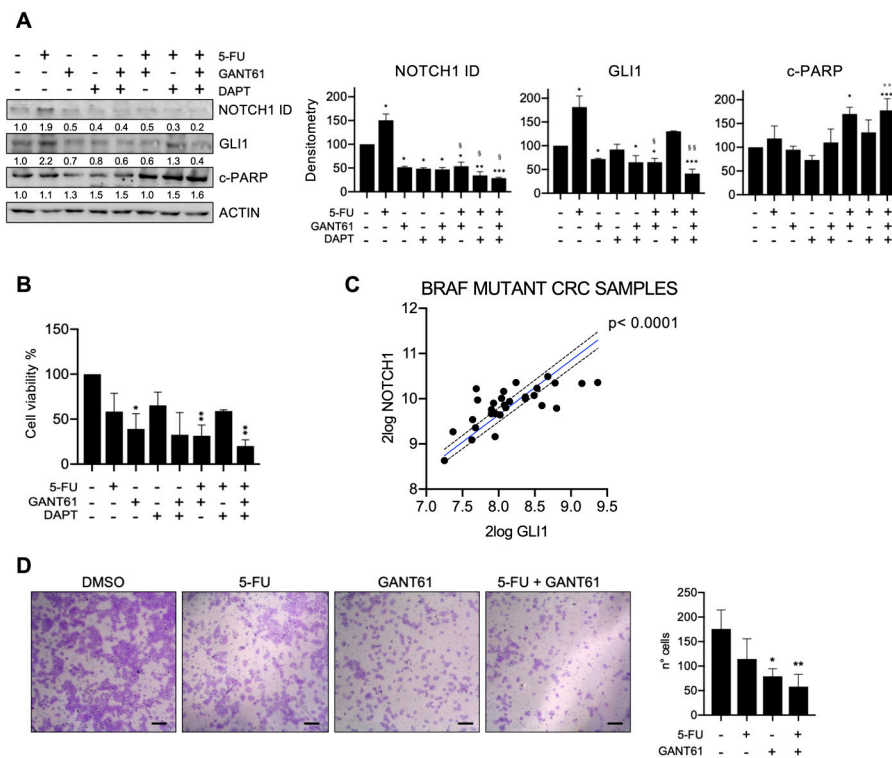 A
- + - - - + + + 5-FU
- - + - + + - + GANT61
- - - + + - + + DAPT
NOTCH1 ID
1.0 1.9 0.5 0.4 0.4 0.5 0.3 0.2
GLI1
1.0 2.2 0.7 0.8 0.6 0.6 1.3 0.4
c-PARP
1.0 1.1 1.3 1.5 1.5 1.0 1.5 1.6
ACTIN
NOTCH1 ID
Densitometry
200
150
100
50
0
* * * * § * § ** § ***
5-FU - + - - - + + +
GANT61 - - + - + + - +
DAPT - - - + + - + +
GLI1
200
150
100
50
0
* * * § * §§ ***
- + - - - + + +
- - + - + + - +
- - - + + - + +
c-PARP
200
150
100
50
0
* ** ***
5-FU - + - - - + + +
GANT61 - - + - + + - +
DAPT - - - + + - + +
B
Cell viability %
150
100
50
0
* ** **
5-FU - + - - - + + +
GANT61 - - + - + + - +
DAPT - - - + + - + +
C
BRAF MUTANT CRC SAMPLES
p< 0.0001
2log NOTCH1
12
11
10
9
8
7.0 7.5 8.0 8.5 9.0 9.5
2log GLI1
D
DMSO 5-FU GANT61 5-FU + GANT61
n° cells
250
200
150
100
50
0
* **
5-FU - + - +
GANT61 - - + +